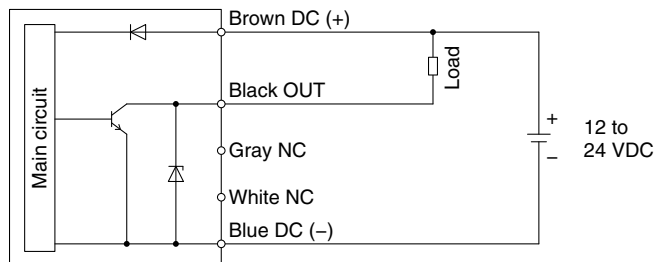 Brown DC (+)
Main circuit
Load
Black OUT
+
12 to
24 VDC
−
Gray NC
White NC
Blue DC (−)